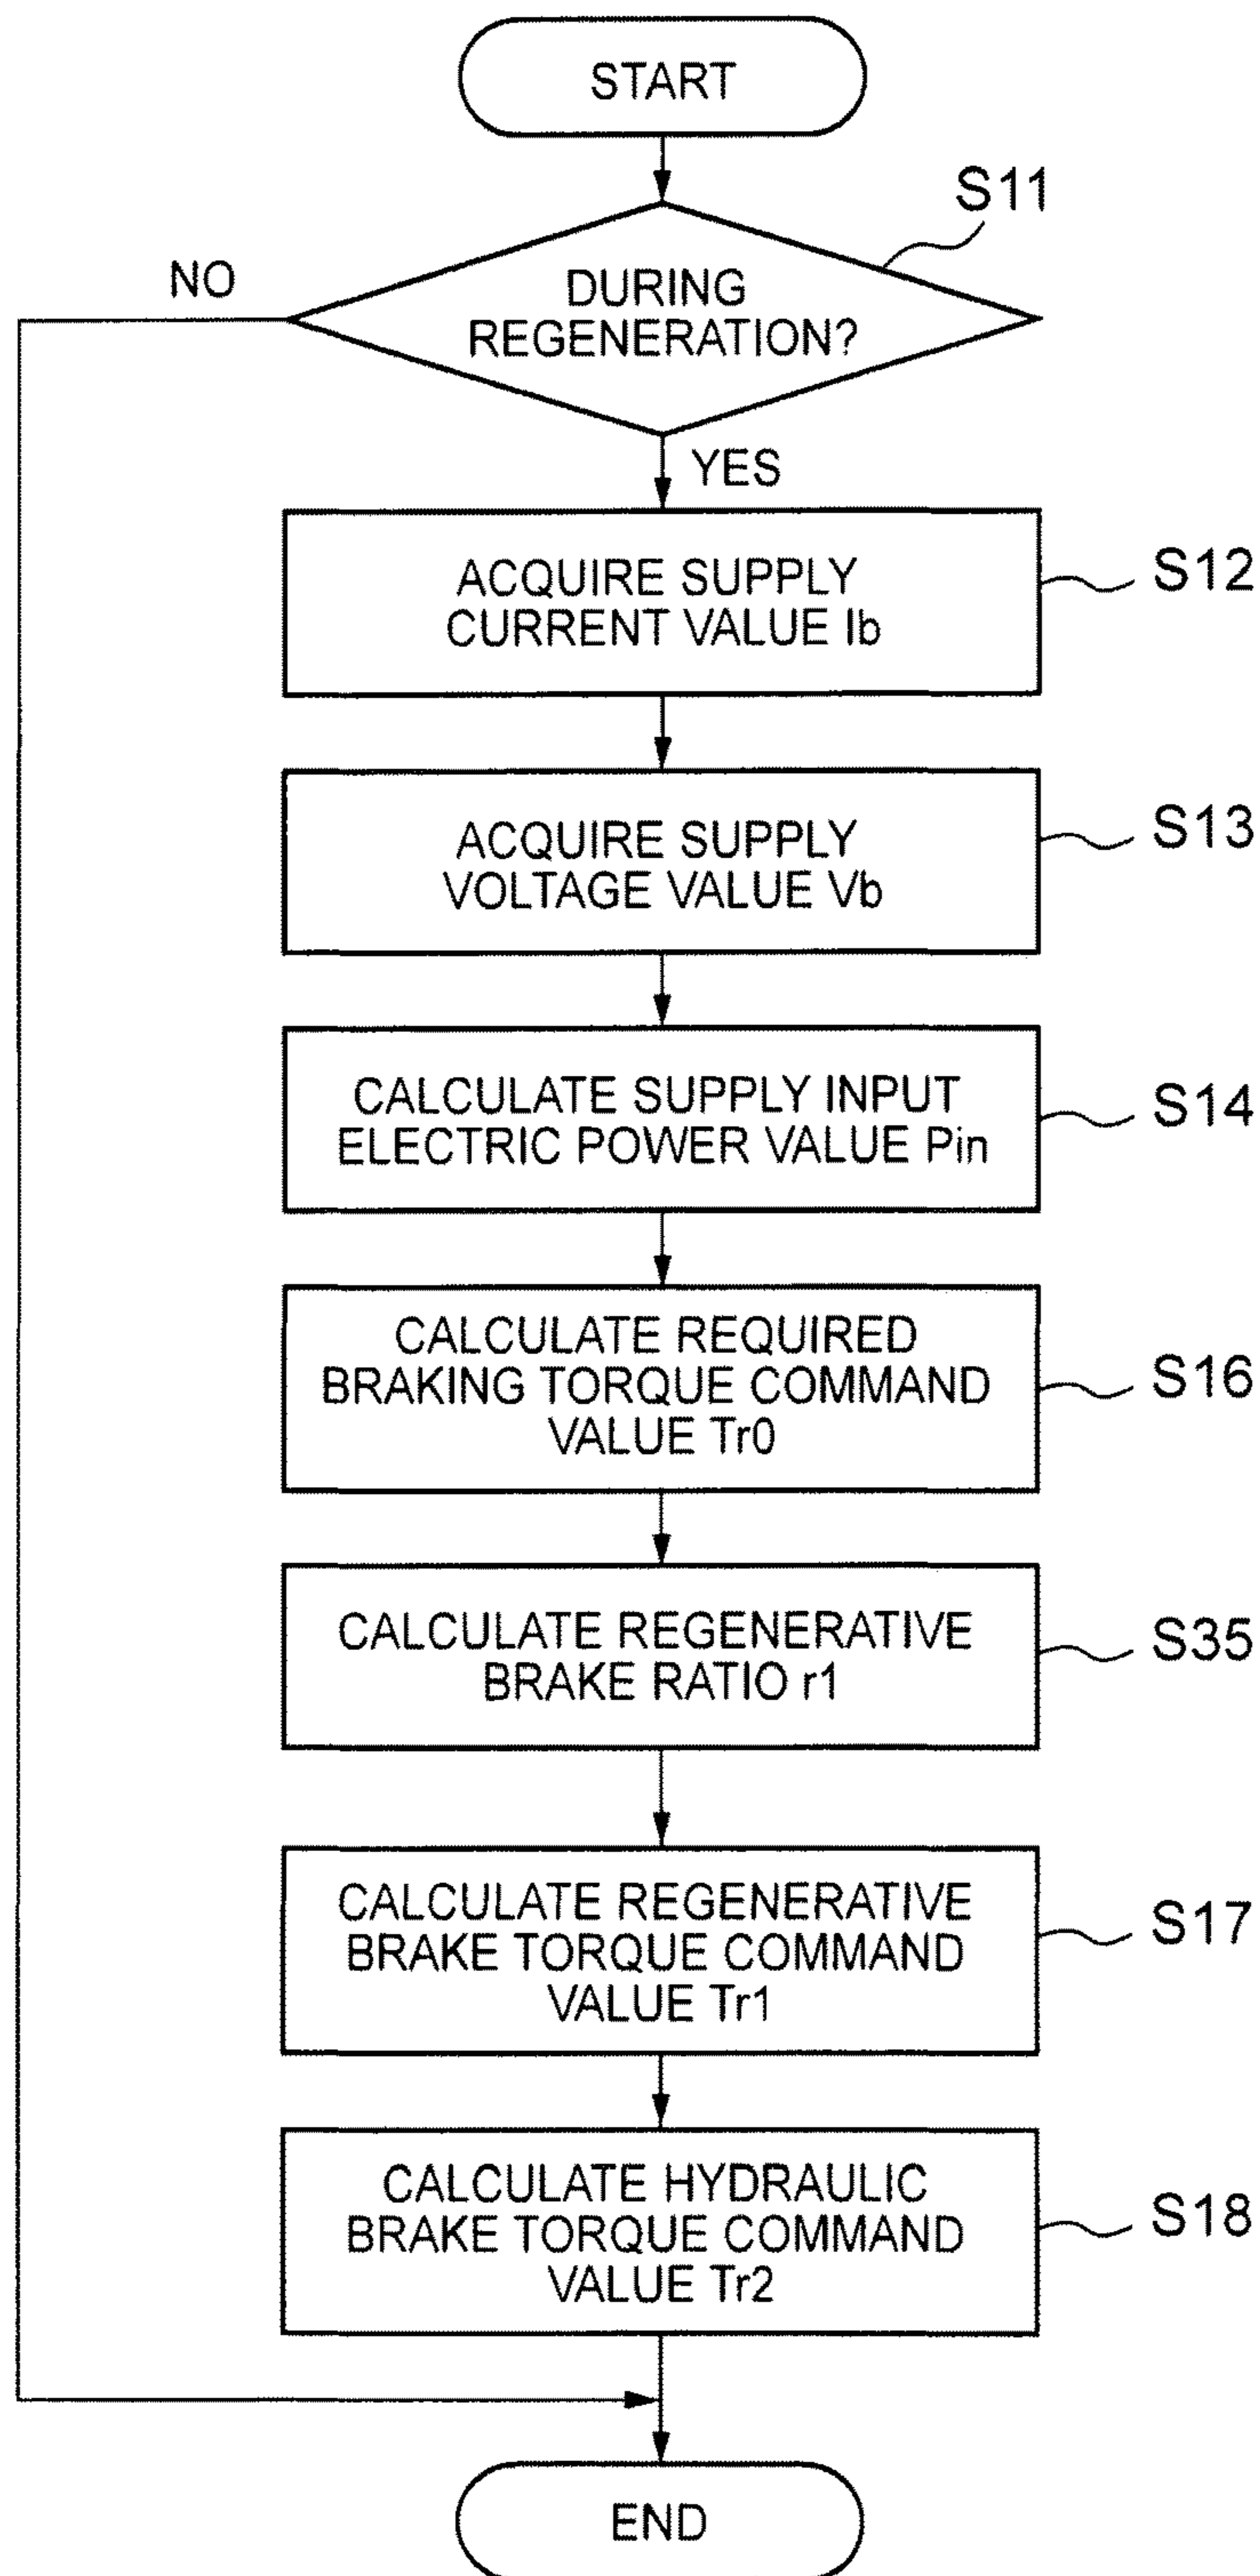 START
S11
NO
DURING
REGENERATION?
YES
ACQUIRE SUPPLY
CURRENT VALUE Ib
S12
ACQUIRE SUPPLY
VOLTAGE VALUE Vb
S13
CALCULATE SUPPLY INPUT
ELECTRIC POWER VALUE Pin
S14
CALCULATE REQUIRED
BRAKING TORQUE COMMAND
VALUE Tr0
S16
CALCULATE REGENERATIVE
BRAKE RATIO r1
S35
CALCULATE REGENERATIVE
BRAKE TORQUE COMMAND
VALUE Tr1
S17
CALCULATE HYDRAULIC
BRAKE TORQUE COMMAND
VALUE Tr2
S18
END